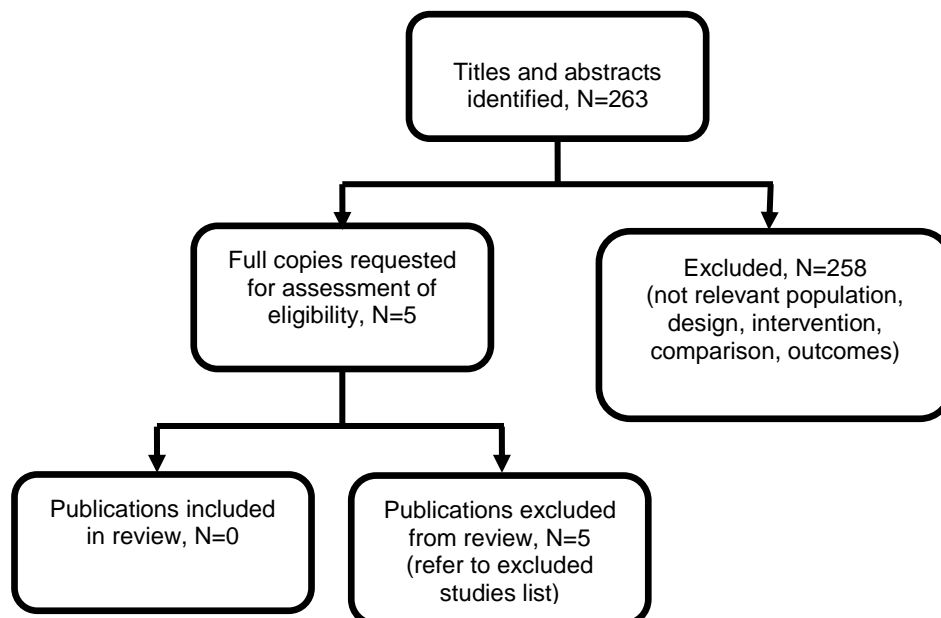 Titles and abstracts
identified, N=263
Full copies requested
for assessment of
eligibility, N=5
Excluded, N=258
(not relevant population,
design, intervention,
comparison, outcomes)
Publications included
in review, N=0
Publications excluded
from review, N=5
(refer to excluded
studies list)